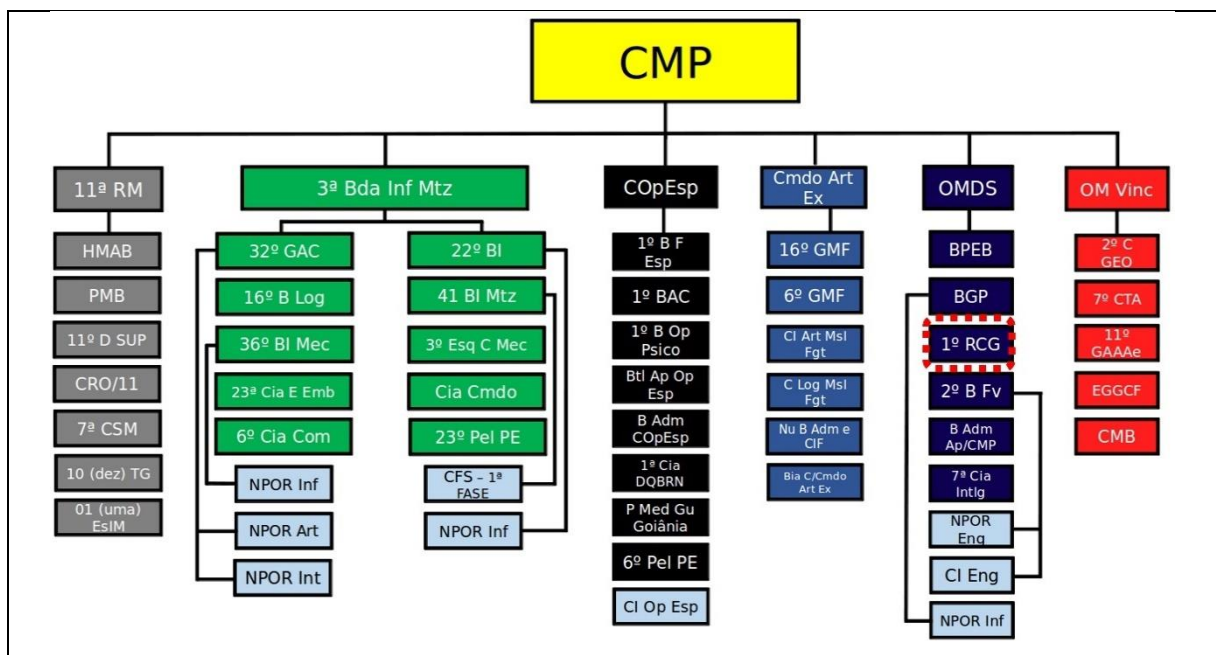 CMP
11ª RM
HMAB
PMB
11º D SUP
CRO/11
7ª CSM
10 (dez) TG
01 (uma)
EsIM
3ª Bda Inf Mtz
32º GAC
16º B Log
36º BI Mec
23ª Cia E Emb
6º Cia Com
NPOR Inf
NPOR Art
NPOR Int
22º BI
41 BI Mtz
3º Esq C Mec
Cia Cmdo
23º Pel PE
CFS – 1ª
FASE
NPOR Inf
COpEsp
1º B F
Esp
1º BAC
1º B Op
Psico
Btl Ap Op
Esp
B Adm
COpEsp
1ª Cia
DQBRN
P Med Gu
Goiânia
6º Pel PE
CI Op Esp
Cmdo Art
Ex
16º GMF
6º GMF
CI Art Msl
Fgt
C Log Msl
Fgt
Nu B Adm e
CIF
Bia C/Cmdo
Art Ex
OMDS
BPEB
BGP
1º RCG
2º B Fv
B Adm
Ap/CMP
7ª Cia
Intlg
NPOR
Eng
CI Eng
NPOR Inf
OM Vinc
2º C
GEO
7º CTA
11º
GAAAe
EGGCF
CMB